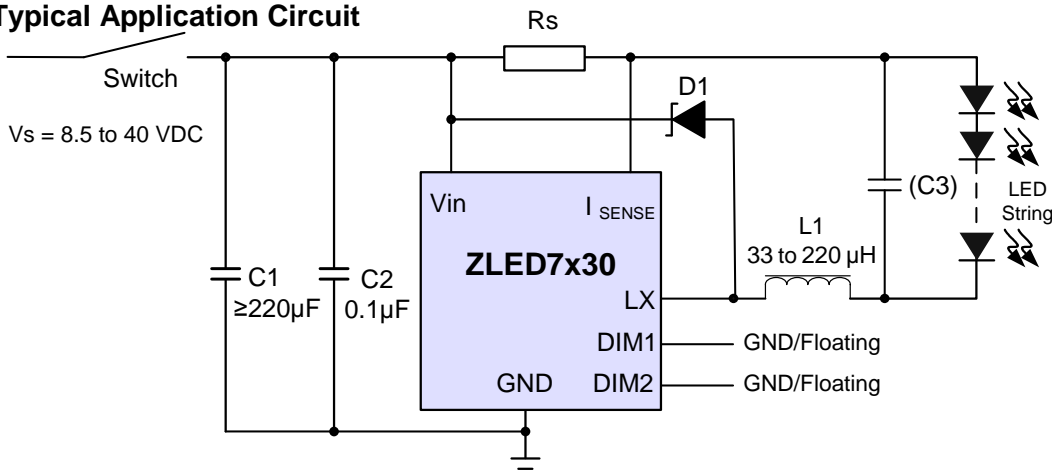 Typical Application Circuit
Rs
Switch
D1
Vs = 8.5 to 40 VDC
Vin
I SENSE
(C3)
LED
String
ZLED7x30
L1
33 to 220 µH
C1
≥220µF
C2
0.1µF
LX
DIM1
GND/Floating
GND
DIM2
GND/Floating